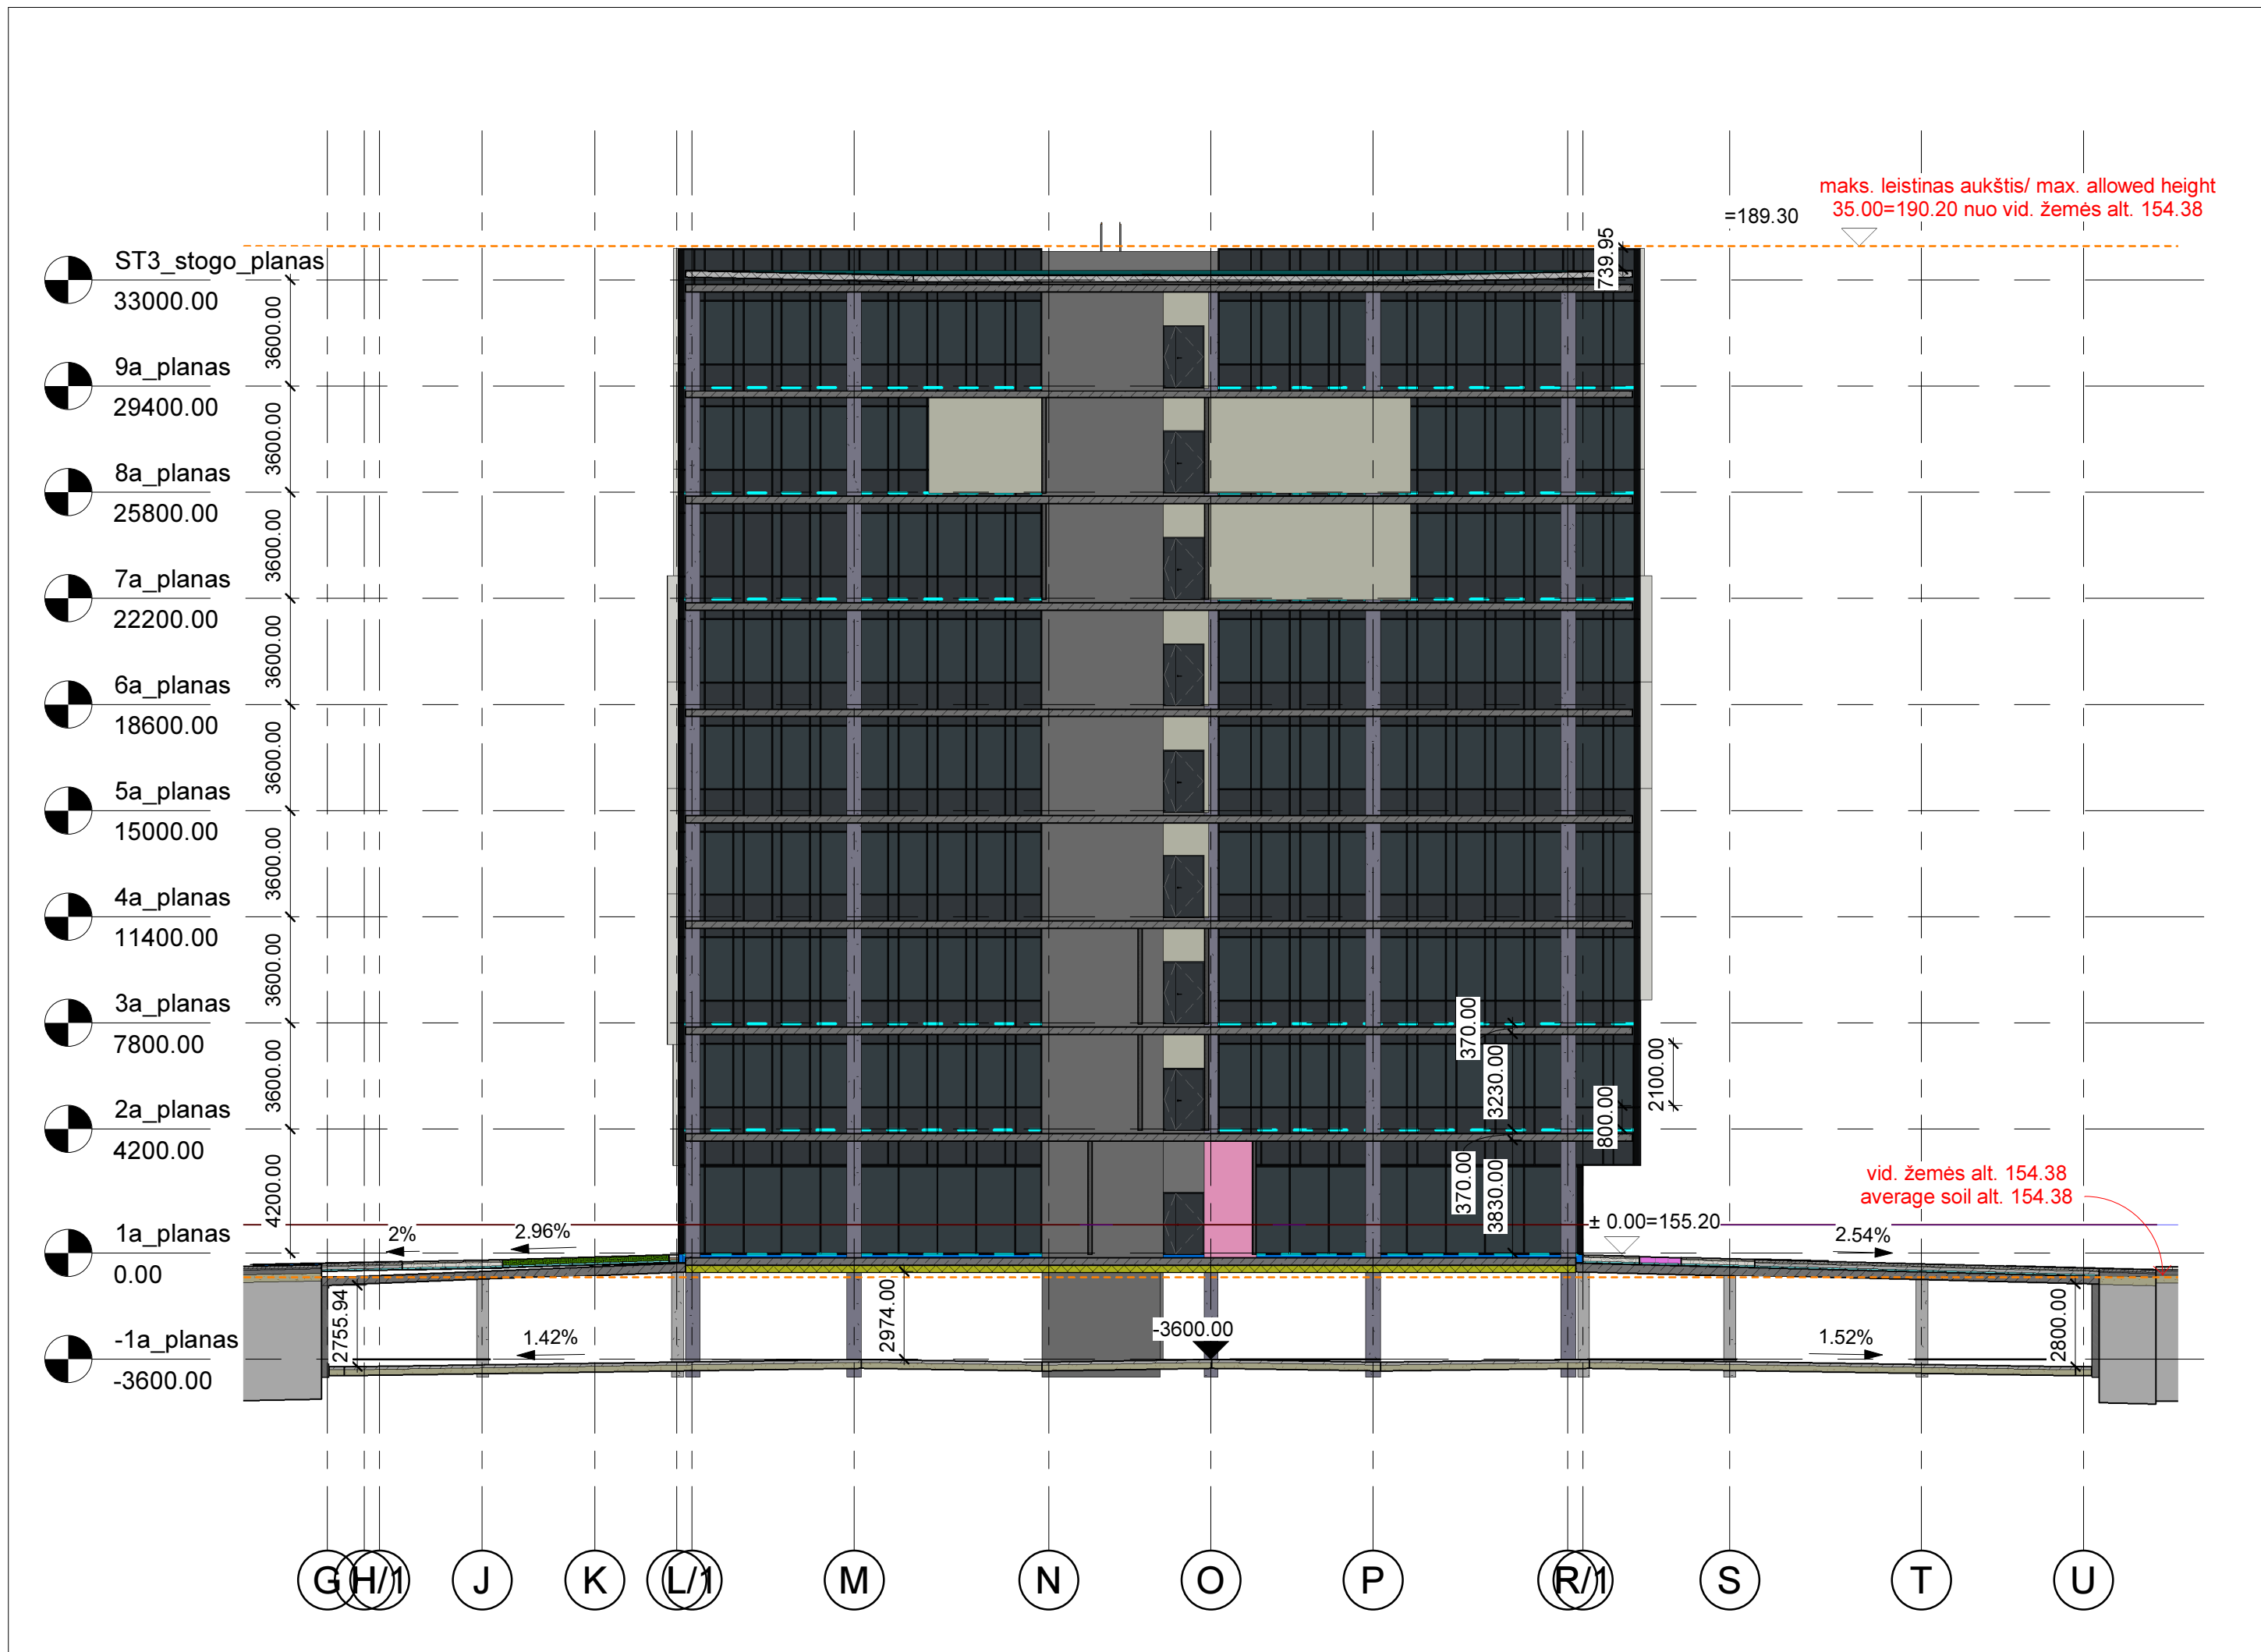 maks. leistinas aukštis/ max. allowed height
35.00=190.20 nuo vid. žemės alt. 154.38
=189.30
739.95
ST3_stogo_planas
33000.00
3600.00
9a_planas
29400.00
3600.00
8a_planas
25800.00
3600.00
7a_planas
22200.00
3600.00
6a_planas
18600.00
3600.00
5a_planas
15000.00
3600.00
4a_planas
11400.00
3600.00
3a_planas
7800.00
3600.00
370.00
3230.00
2100.00
800.00
2a_planas
4200.00
4200.00
370.00
3830.00
vid. žemės alt. 154.38
average soil alt. 154.38
± 0.00=155.20
2%
2.96%
2.54%
1a_planas
0.00
2755.94
2974.00
2800.00
-3600.00
1.42%
1.52%
-1a_planas
-3600.00
G H/1 J K L/1 M N O P R/1 S T U